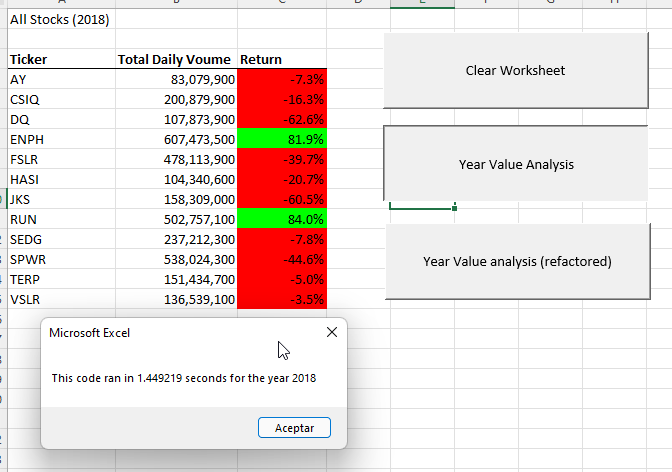 All Stocks (2018)
Ticker Total Daily Voume Return
AY 83,079,900 -7.3%
CSIQ 200,879,900 -16.3%
DQ 107,873,900 -62.6%
ENPH 607,473,500 81.9%
FSLR 478,113,900 -39.7%
HASI 104,340,600 -20.7%
JKS 158,309,000 -60.5%
RUN 502,757,100 84.0%
SEDG 237,212,300 -7.8%
SPWR 538,024,300 -44.6%
TERP 151,434,700 -5.0%
VSLR 136,539,100 -3.5%
Clear Worksheet
Year Value Analysis
Year Value analysis (refactored)
Microsoft Excel
This code ran in 1.449219 seconds for the year 2018
Aceptar